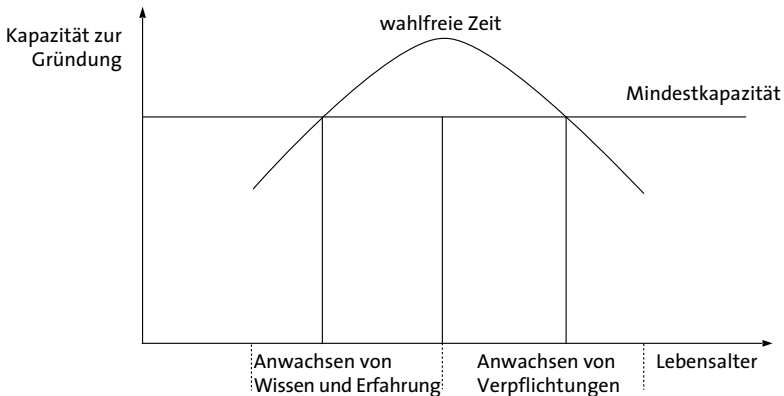 wahlfreie Zeit
Kapazität zur
Gründung
Mindestkapazität
Anwachsen von
Wissen und Erfahrung
Anwachsen von
Verpflichtungen
Lebensalter